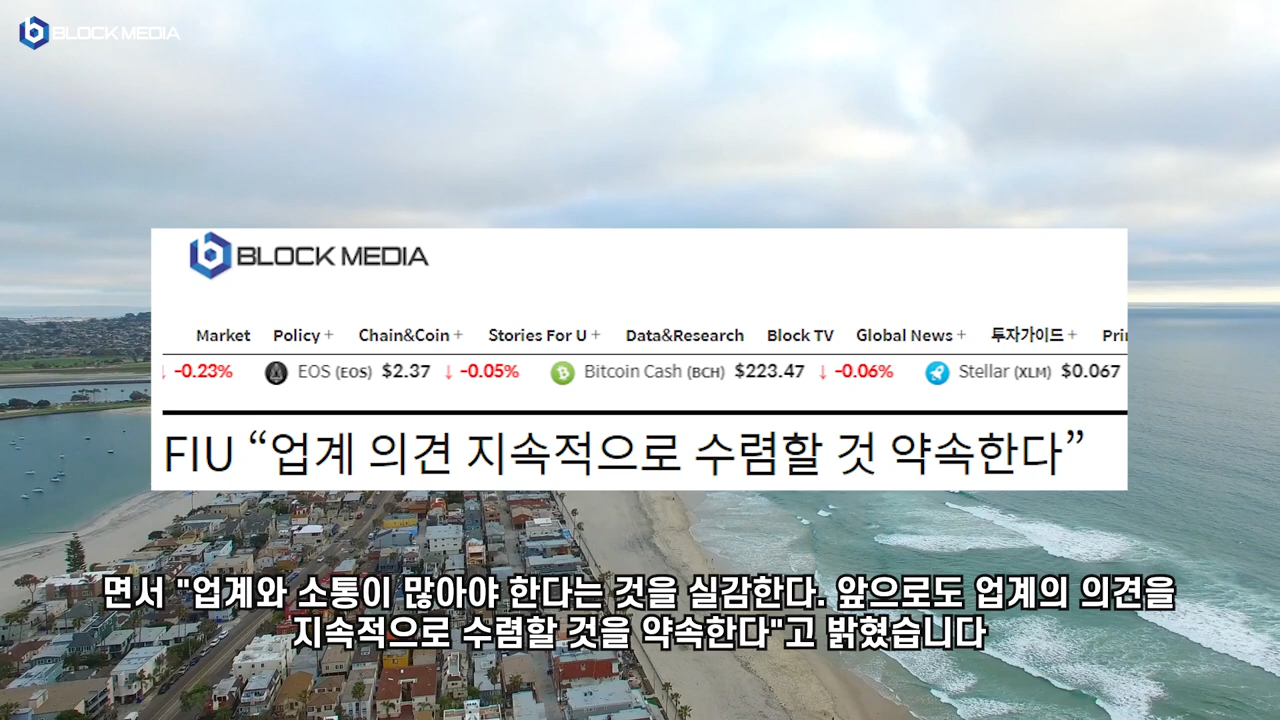 BLOCK MEDIA
BLOCK MEDIA
Market Policy + Chain&Coin + Stories For U + Data&Research Block TV Global News + 투자가이드 +
↓ -0.23% EOS (EOS) $2.37 ↓ -0.05% Bitcoin Cash (BCH) $223.47 ↓ -0.06% Stellar (XLM) $0.067
FIU “업계 의견 지속적으로 수렴할 것 약속한다”
면서 "업계와 소통이 많아야 한다는 것을 실감한다. 앞으로도 업계의 의견을
지속적으로 수렴할 것을 약속한다"고 밝혔습니다